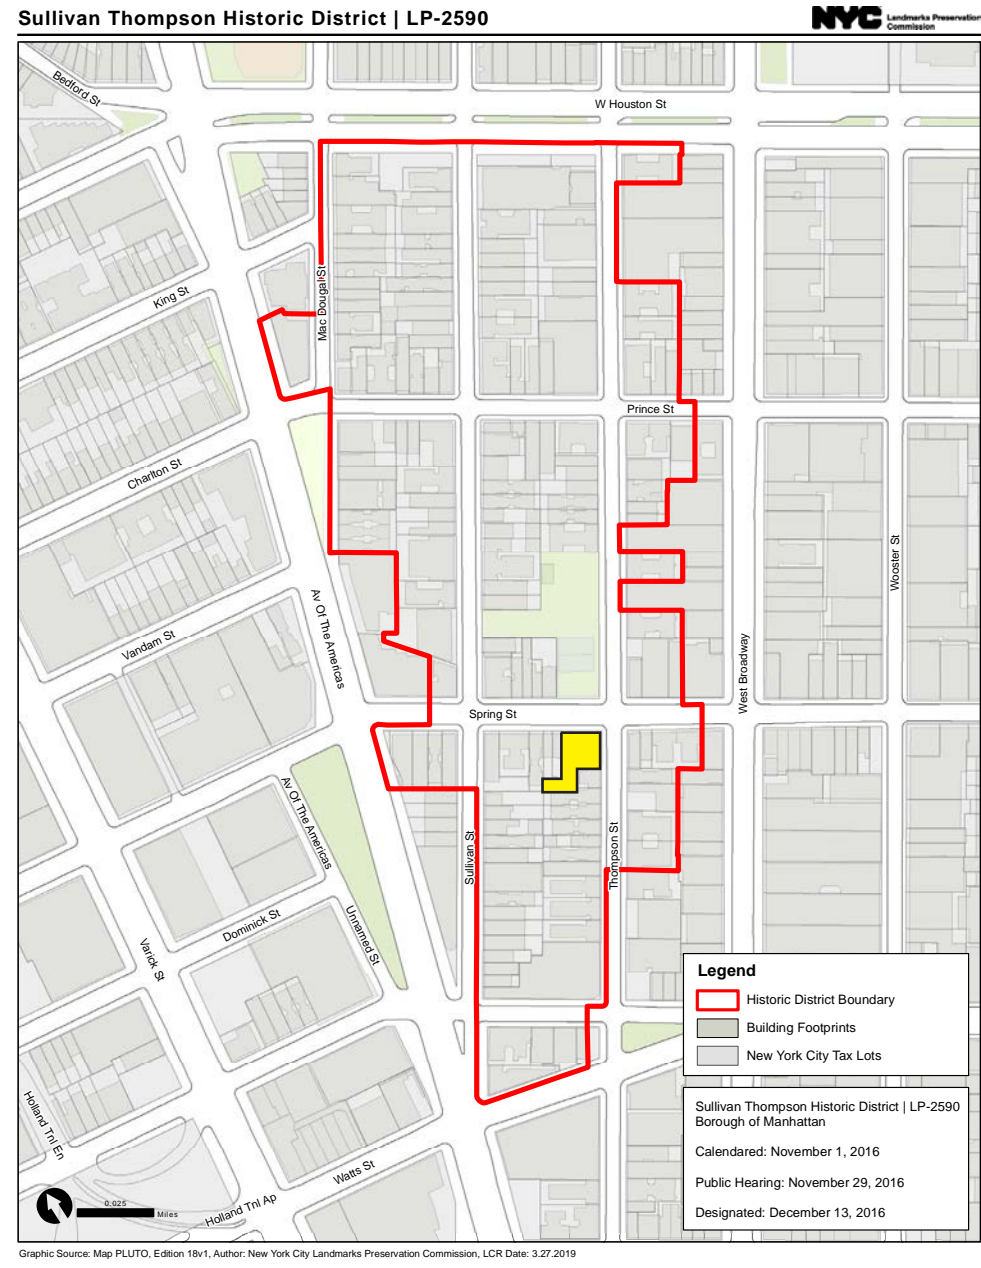 Sullivan Thompson Historic District | LP-2590
NYC Landmarks Preservation
Commission
Bedford St
W Houston St
King St
Mac Dougal St
Prince St
Charlton St
Wooster St
Av Of The Americas
Vandam St
West Broadway
Spring St
Av Of The Americas
Sullivan St
Thompson St
Dominick St
Unnamed St
Varick St
Holland Tnl En
Watts St
Holland Tnl Ap
0.025
Miles
Legend
Historic District Boundary
Building Footprints
New York City Tax Lots
Sullivan Thompson Historic District | LP-2590
Borough of Manhattan
Calendared: November 1, 2016
Public Hearing: November 29, 2016
Designated: December 13, 2016
Graphic Source: Map PLUTO, Edition 18v1, Author: New York City Landmarks Preservation Commission, LCR Date: 3.27.2019